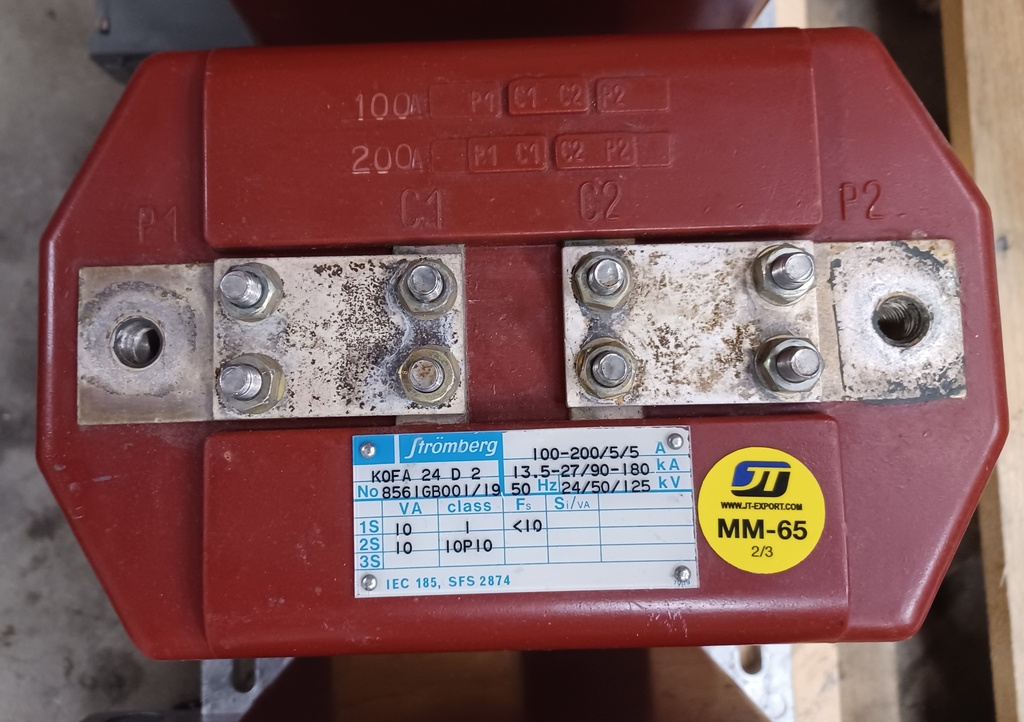 100A P1 C1 C2 P2
200A P1 C1 C2 P2
P1 C1 C2 P2
Strömberg
100-200/5/5 A
KOFA 24 D 2
13.5-27/90-180 kA
No 8561GB001/19
50 Hz 24/50/125 kV
VA class Fs Si/VA
1S 10 1 <10
2S 10 10P10
3S
IEC 185, SFS 2874
JT
WWW.JT-EXPORT.COM
MM-65
2/3